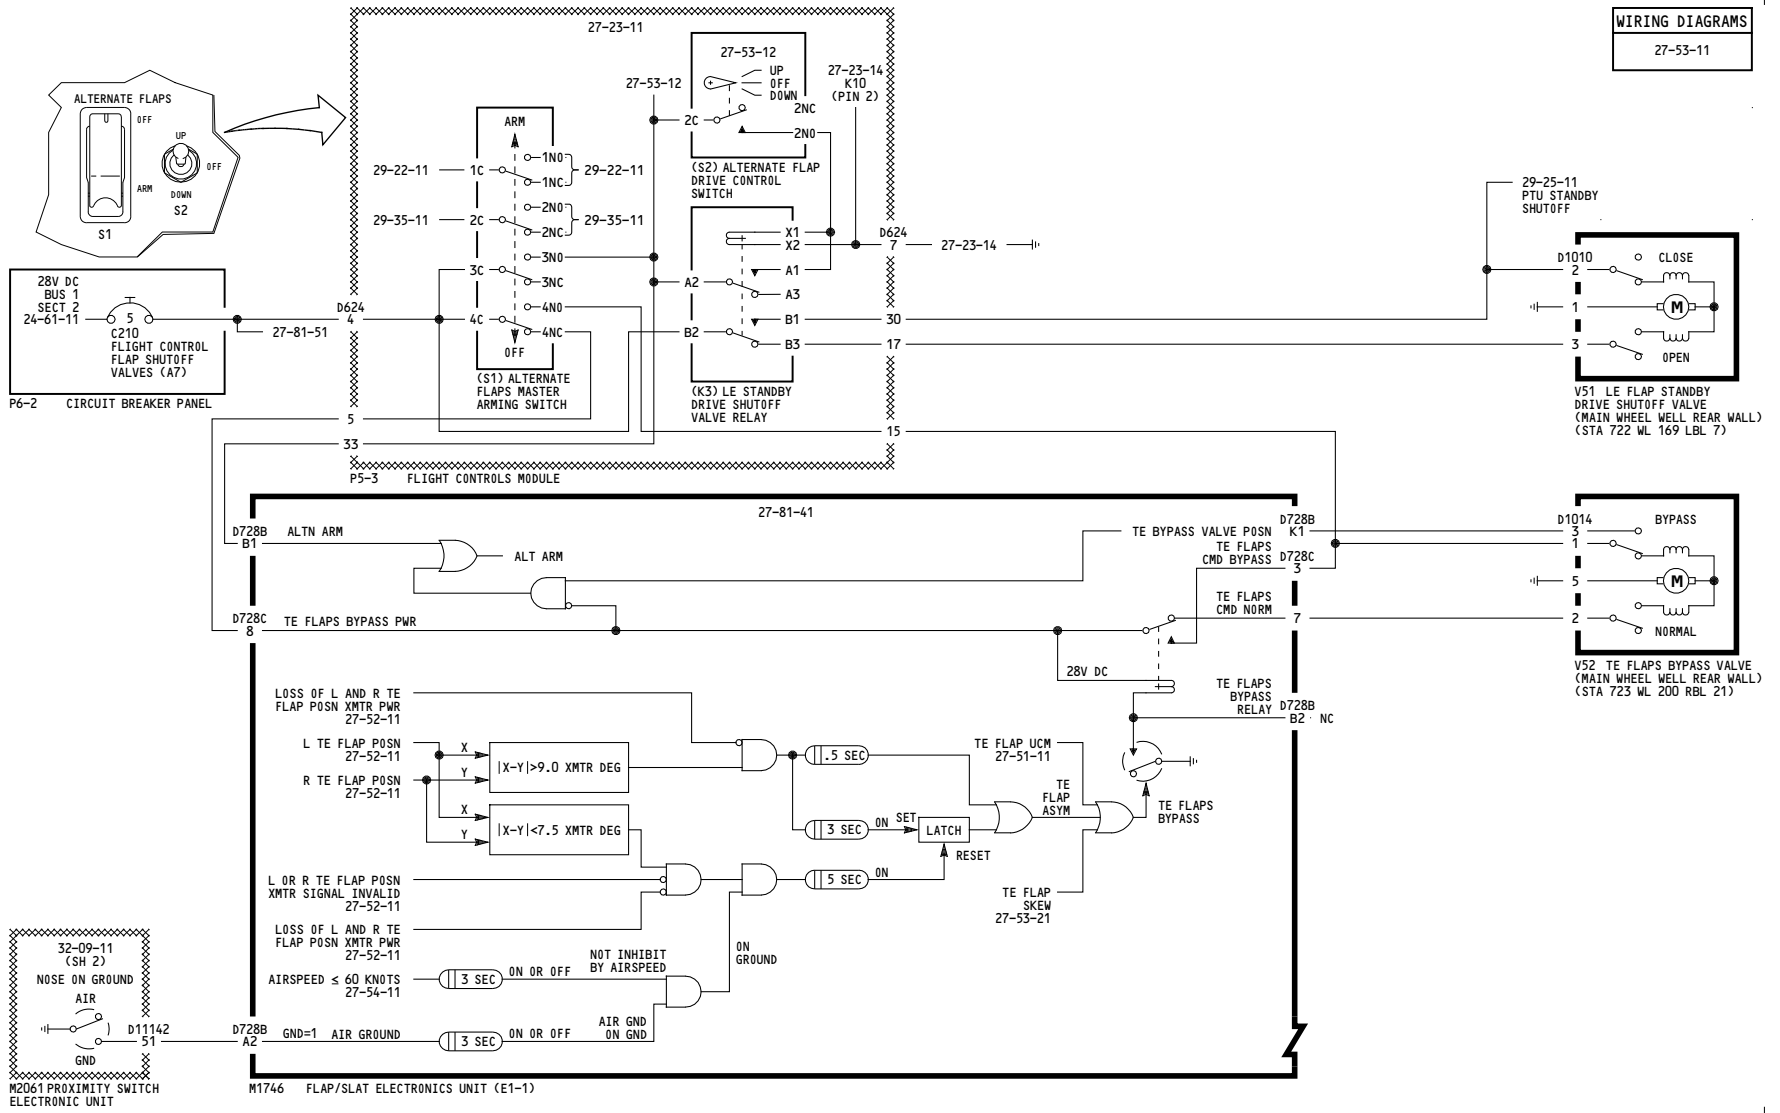 WIRING DIAGRAMS
27-53-11
27-23-11
ALTERNATE FLAPS
OFF
ARM
S1
UP
OFF
DOWN
S2
28V DC
BUS 1
SECT 2
24-61-11
5
C210
FLIGHT CONTROL
FLAP SHUTOFF
VALVES (A7)
27-81-51
P6-2 CIRCUIT BREAKER PANEL
D624
4
5
33
29-22-11
29-35-11
ARM
1C
1NO
1NC
29-22-11
2C
2NO
2NC
29-35-11
3C
3NO
3NC
4C
4NO
4NC
OFF
(S1) ALTERNATE
FLAPS MASTER
ARMING SWITCH
27-53-12
27-53-12
UP
OFF
DOWN
2NC
2C
2NO
(S2) ALTERNATE FLAP
DRIVE CONTROL
SWITCH
27-23-14
K10
(PIN 2)
X1
X2
A1
A2
A3
B1
B2
B3
(K3) LE STANDBY
DRIVE SHUTOFF
VALVE RELAY
D624
7
27-23-14
30
17
15
P5-3 FLIGHT CONTROLS MODULE
29-25-11
PTU STANDBY
SHUTOFF
D1010
2
1
3
CLOSE
M
OPEN
V51 LE FLAP STANDBY
DRIVE SHUTOFF VALVE
(MAIN WHEEL WELL REAR WALL)
(STA 722 WL 169 LBL 7)
27-81-41
D728B
B1
ALTN ARM
ALT ARM
D728C
8
TE FLAPS BYPASS PWR
TE BYPASS VALVE POSN
D728B
K1
TE FLAPS
CMD BYPASS
D728C
3
TE FLAPS
CMD NORM
7
28V DC
TE FLAPS
BYPASS
RELAY
D728B
B2
NC
D1014
3
1
5
2
BYPASS
M
NORMAL
V52 TE FLAPS BYPASS VALVE
(MAIN WHEEL WELL REAR WALL)
(STA 723 WL 200 RBL 21)
LOSS OF L AND R TE
FLAP POSN XMTR PWR
27-52-11
L TE FLAP POSN
27-52-11
R TE FLAP POSN
27-52-11
X
Y
|X-Y|>9.0 XMTR DEG
X
Y
|X-Y|<7.5 XMTR DEG
.5 SEC
3 SEC
ON
SET
LATCH
RESET
5 SEC
ON
TE FLAP UCM
27-51-11
TE
FLAP
ASYM
TE FLAPS
BYPASS
TE FLAP
SKEW
27-53-21
L OR R TE FLAP POSN
XMTR SIGNAL INVALID
27-52-11
LOSS OF L AND R TE
FLAP POSN XMTR PWR
27-52-11
AIRSPEED ≤ 60 KNOTS
27-54-11
3 SEC
ON OR OFF
NOT INHIBIT
BY AIRSPEED
ON
GROUND
D728B
A2
GND=1
AIR GROUND
3 SEC
ON OR OFF
AIR GND
ON GND
32-09-11
(SH 2)
NOSE ON GROUND
AIR
GND
D11142
51
M2061 PROXIMITY SWITCH
ELECTRONIC UNIT
M1746 FLAP/SLAT ELECTRONICS UNIT (E1-1)